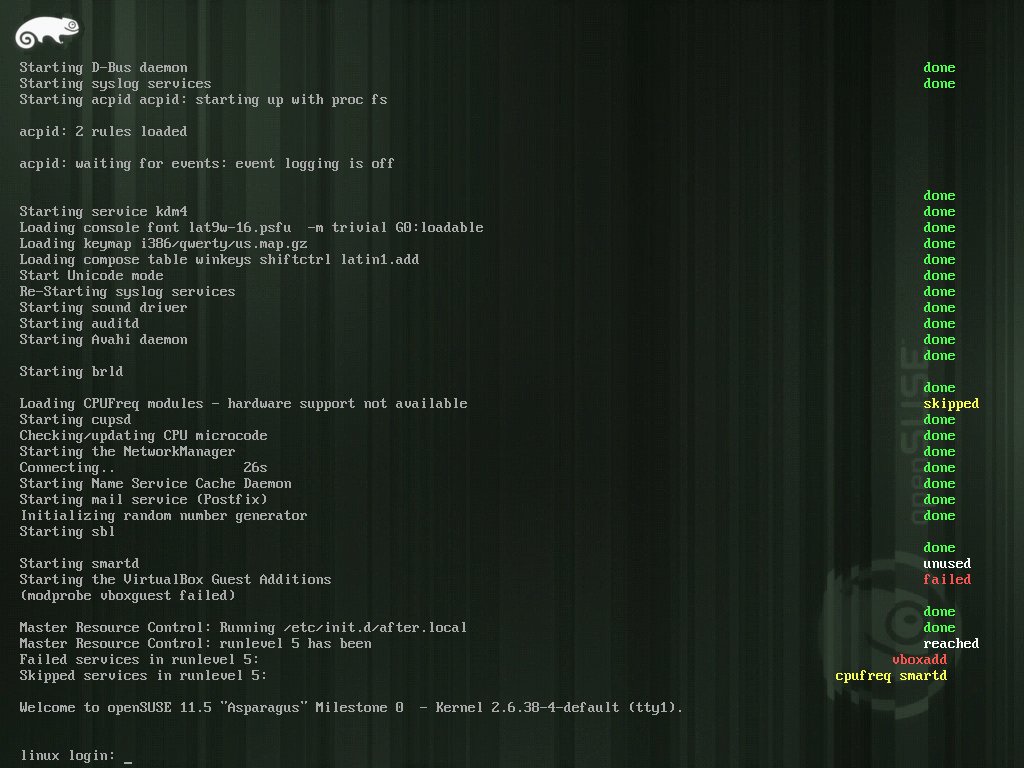 Starting D-Bus daemon done
Starting syslog services done
Starting acpid acpid: starting up with proc fs
acpid: 2 rules loaded
acpid: waiting for events: event logging is off
done
Starting service kdm4 done
Loading console font lat9w-16.psfu  -m trivial G0:loadable done
Loading keymap i386/qwerty/us.map.gz done
Loading compose table winkeys shiftctrl latin1.add done
Start Unicode mode done
Re-Starting syslog services done
Starting sound driver done
Starting auditd done
Starting Avahi daemon done
done
Starting brld
done
Loading CPUFreq modules - hardware support not available skipped
Starting cupsd done
Checking/updating CPU microcode done
Starting the NetworkManager done
Connecting.. 26s done
Starting Name Service Cache Daemon done
Starting mail service (Postfix) done
Initializing random number generator done
Starting sbl
done
Starting smartd unused
Starting the VirtualBox Guest Additions failed
(modprobe vboxguest failed)
done
Master Resource Control: Running /etc/init.d/after.local done
Master Resource Control: runlevel 5 has been reached
Failed services in runlevel 5: vboxadd
Skipped services in runlevel 5: cpufreq smartd
Welcome to openSUSE 11.5 "Asparagus" Milestone 0  - Kernel 2.6.38-4-default (tty1).
linux login: _
openSUSE